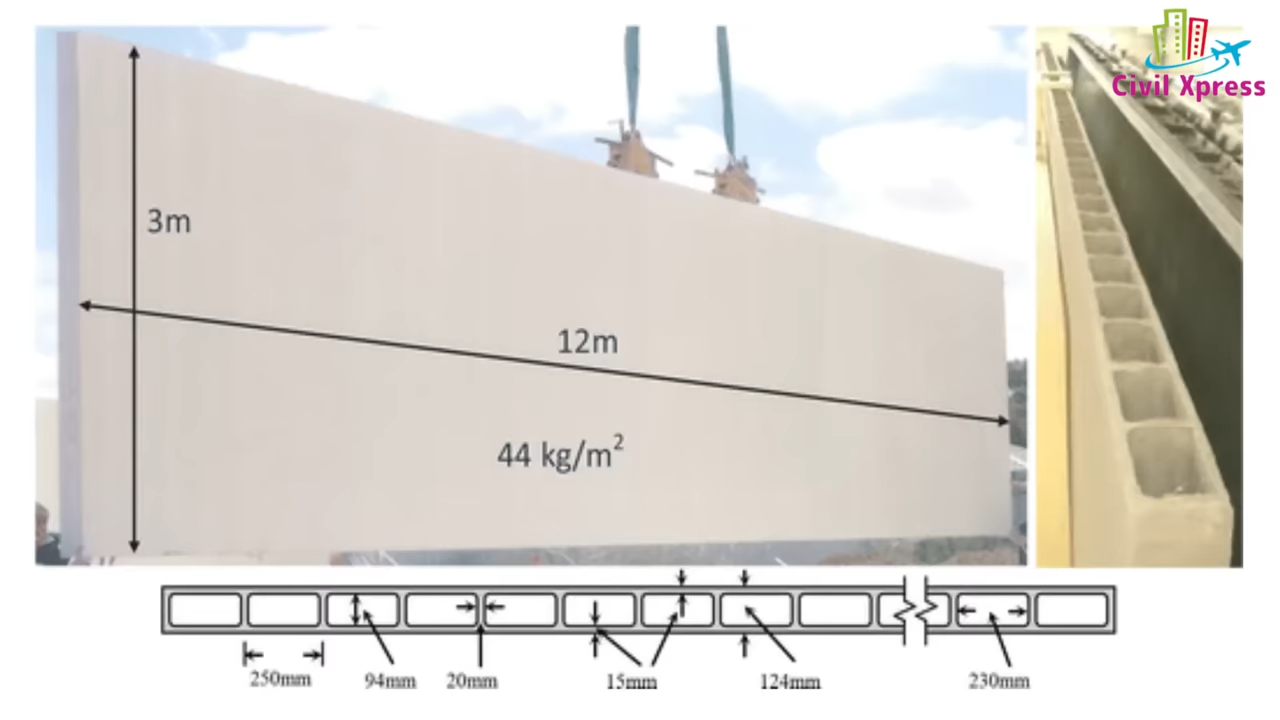 Civil Xpress
3m
12m
44 kg/m²
250mm
94mm
20mm
15mm
124mm
230mm